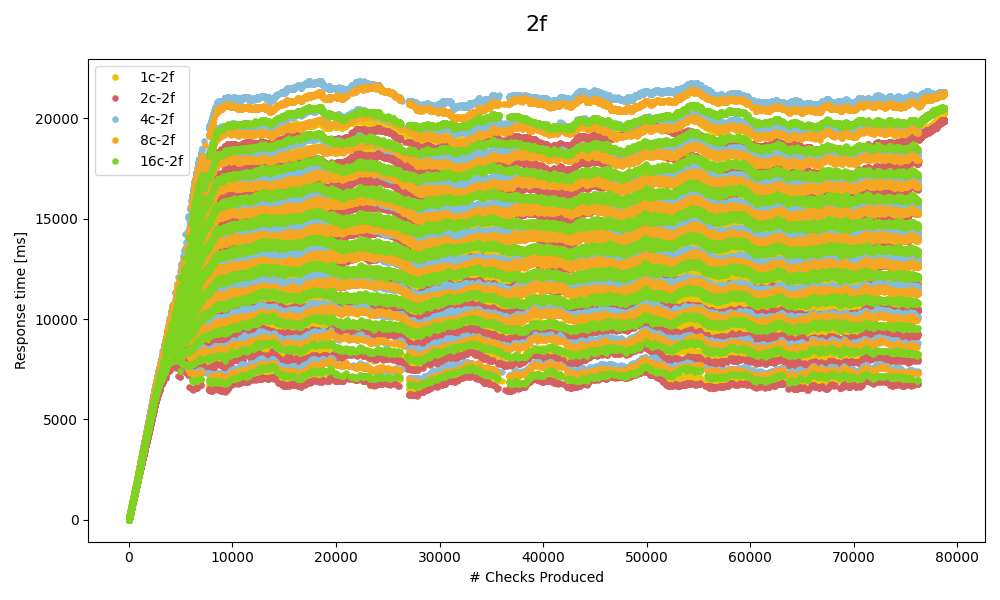 2f
1c-2f
2c-2f
4c-2f
8c-2f
16c-2f
Response time [ms]
20000
15000
10000
5000
0
0 10000 20000 30000 40000 50000 60000 70000 80000
# Checks Produced